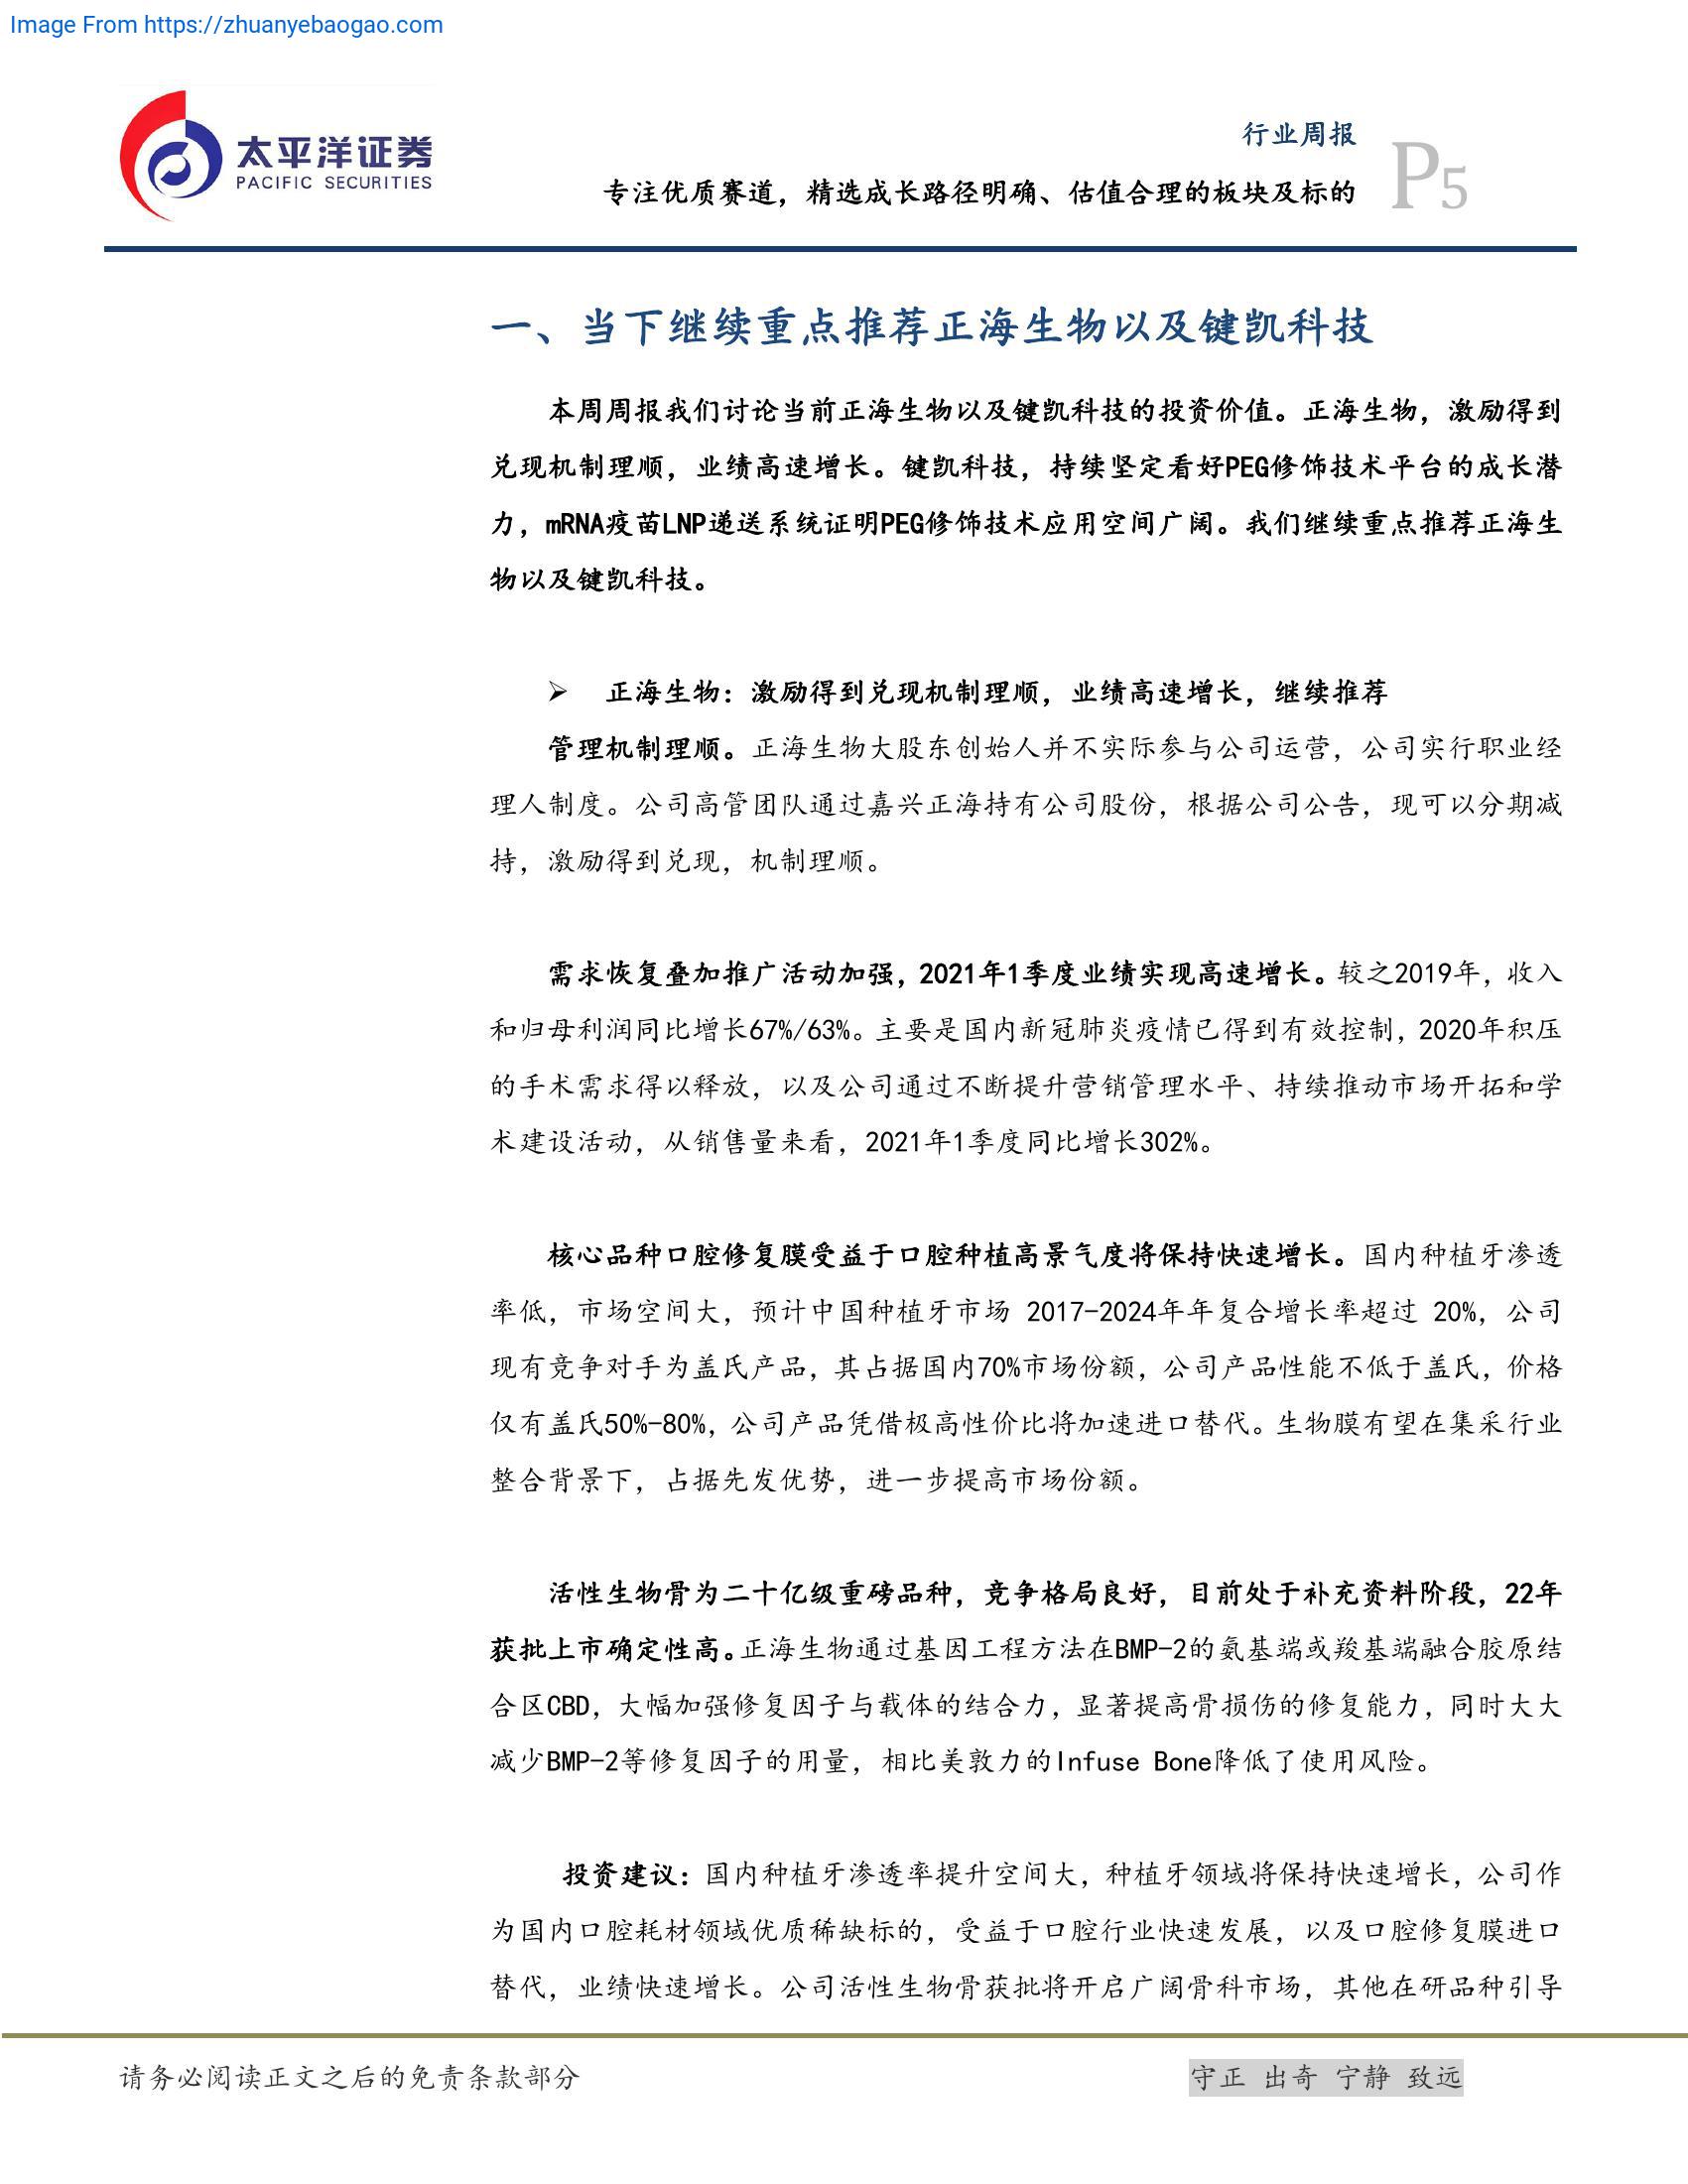 Image From https://zhuanyebaogao.com
太平洋证券
PACIFIC SECURITIES
行业周报
专注优质赛道，精选成长路径明确、估值合理的板块及标的
P5
一、当下继续重点推荐正海生物以及键凯科技
本周周报我们讨论当前正海生物以及键凯科技的投资价值。正海生物，激励得到
兑现机制理顺，业绩高速增长。键凯科技，持续坚定看好PEG修饰技术平台的成长潜
力，mRNA疫苗LNP递送系统证明PEG修饰技术应用空间广阔。我们继续重点推荐正海生
物以及键凯科技。
➢ 正海生物：激励得到兑现机制理顺，业绩高速增长，继续推荐
管理机制理顺。正海生物大股东创始人并不实际参与公司运营，公司实行职业经
理人制度。公司高管团队通过嘉兴正海持有公司股份，根据公司公告，现可以分期减
持，激励得到兑现，机制理顺。
需求恢复叠加推广活动加强，2021年1季度业绩实现高速增长。较之2019年，收入
和归母利润同比增长67%/63%。主要是国内新冠肺炎疫情已得到有效控制，2020年积压
的手术需求得以释放，以及公司通过不断提升营销管理水平、持续推动市场开拓和学
术建设活动，从销售量来看，2021年1季度同比增长302%。
核心品种口腔修复膜受益于口腔种植高景气度将保持快速增长。国内种植牙渗透
率低，市场空间大，预计中国种植牙市场 2017-2024年年复合增长率超过 20%，公司
现有竞争对手为盖氏产品，其占据国内70%市场份额，公司产品性能不低于盖氏，价格
仅有盖氏50%-80%，公司产品凭借极高性价比将加速进口替代。生物膜有望在集采行业
整合背景下，占据先发优势，进一步提高市场份额。
活性生物骨为二十亿级重磅品种，竞争格局良好，目前处于补充资料阶段，22年
获批上市确定性高。正海生物通过基因工程方法在BMP-2的氨基端或羧基端融合胶原结
合区CBD，大幅加强修复因子与载体的结合力，显著提高骨损伤的修复能力，同时大大
减少BMP-2等修复因子的用量，相比美敦力的Infuse Bone降低了使用风险。
投资建议：国内种植牙渗透率提升空间大，种植牙领域将保持快速增长，公司作
为国内口腔耗材领域优质稀缺标的，受益于口腔行业快速发展，以及口腔修复膜进口
替代，业绩快速增长。公司活性生物骨获批将开启广阔骨科市场，其他在研品种引导
请务必阅读正文之后的免责条款部分
守正 出奇 宁静 致远